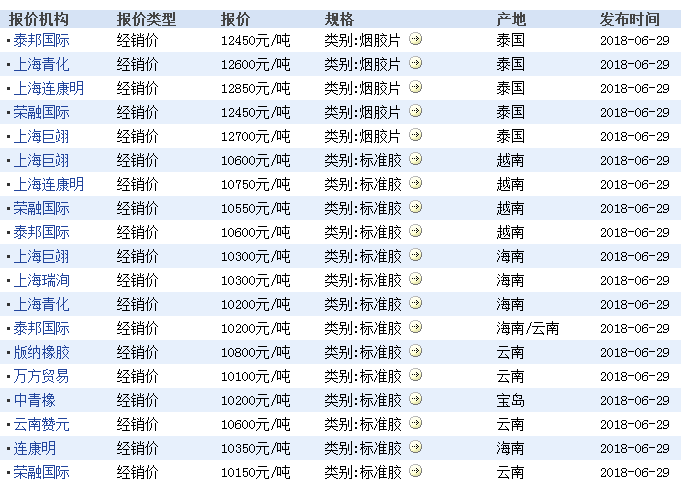 报价机构 报价类型 报价 规格 产地 发布时间
泰邦国际 经销价 12450元/吨 类别:烟胶片 泰国 2018-06-29
上海青化 经销价 12600元/吨 类别:烟胶片 泰国 2018-06-29
上海连康明 经销价 12850元/吨 类别:烟胶片 泰国 2018-06-29
荣融国际 经销价 12450元/吨 类别:烟胶片 泰国 2018-06-29
上海巨翊 经销价 12700元/吨 类别:烟胶片 泰国 2018-06-29
上海巨翊 经销价 10600元/吨 类别:标准胶 越南 2018-06-29
上海连康明 经销价 10750元/吨 类别:标准胶 越南 2018-06-29
荣融国际 经销价 10550元/吨 类别:标准胶 越南 2018-06-29
泰邦国际 经销价 10600元/吨 类别:标准胶 越南 2018-06-29
上海巨翊 经销价 10300元/吨 类别:标准胶 海南 2018-06-29
上海瑞洵 经销价 10300元/吨 类别:标准胶 海南 2018-06-29
上海青化 经销价 10200元/吨 类别:标准胶 海南 2018-06-29
泰邦国际 经销价 10200元/吨 类别:标准胶 海南/云南 2018-06-29
版纳橡胶 经销价 10800元/吨 类别:标准胶 云南 2018-06-29
万方贸易 经销价 10100元/吨 类别:标准胶 云南 2018-06-29
中青橡 经销价 10200元/吨 类别:标准胶 宝岛 2018-06-29
云南赞元 经销价 10600元/吨 类别:标准胶 云南 2018-06-29
连康明 经销价 10350元/吨 类别:标准胶 海南 2018-06-29
荣融国际 经销价 10150元/吨 类别:标准胶 云南 2018-06-29